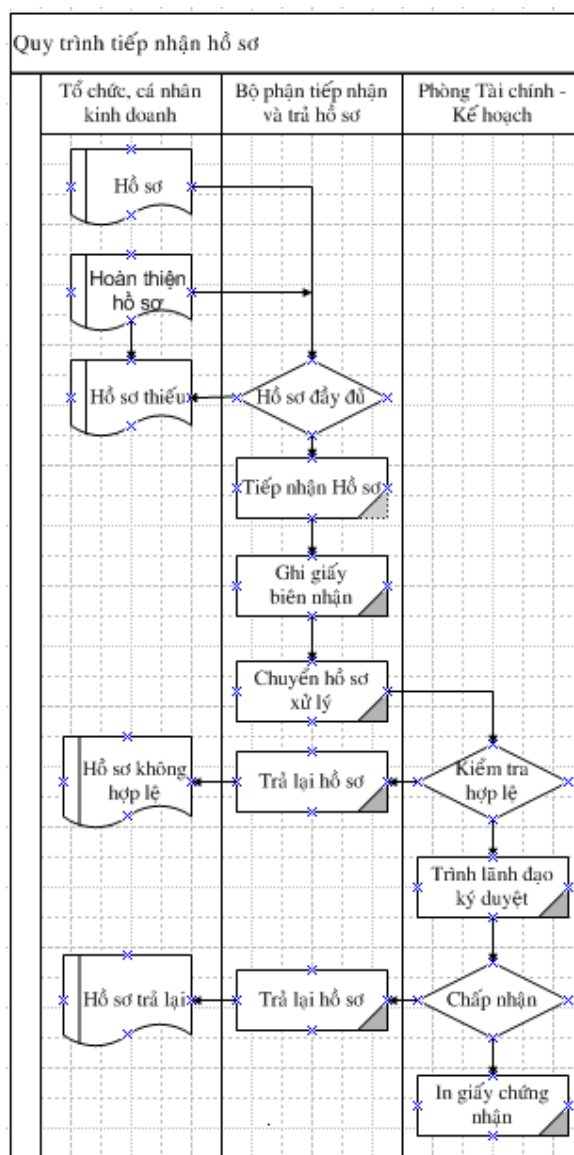 Quy trình tiếp nhận hồ sơ
Tổ chức, cá nhân
kinh doanh
Bộ phận tiếp nhận
và trả hồ sơ
Phòng Tài chính -
Kế hoạch
Hồ sơ
Hoàn thiện
hồ sơ
Hồ sơ thiếu
Hồ sơ đầy đủ
Tiếp nhận Hồ sơ
Ghi giấy
biên nhận
Chuyển hồ sơ
xử lý
Hồ sơ không
hợp lệ
Trả lại hồ sơ
Kiểm tra
hợp lệ
Trình lãnh đạo
ký duyệt
Hồ sơ trả lại
Trả lại hồ sơ
Chấp nhận
In giấy chứng
nhận